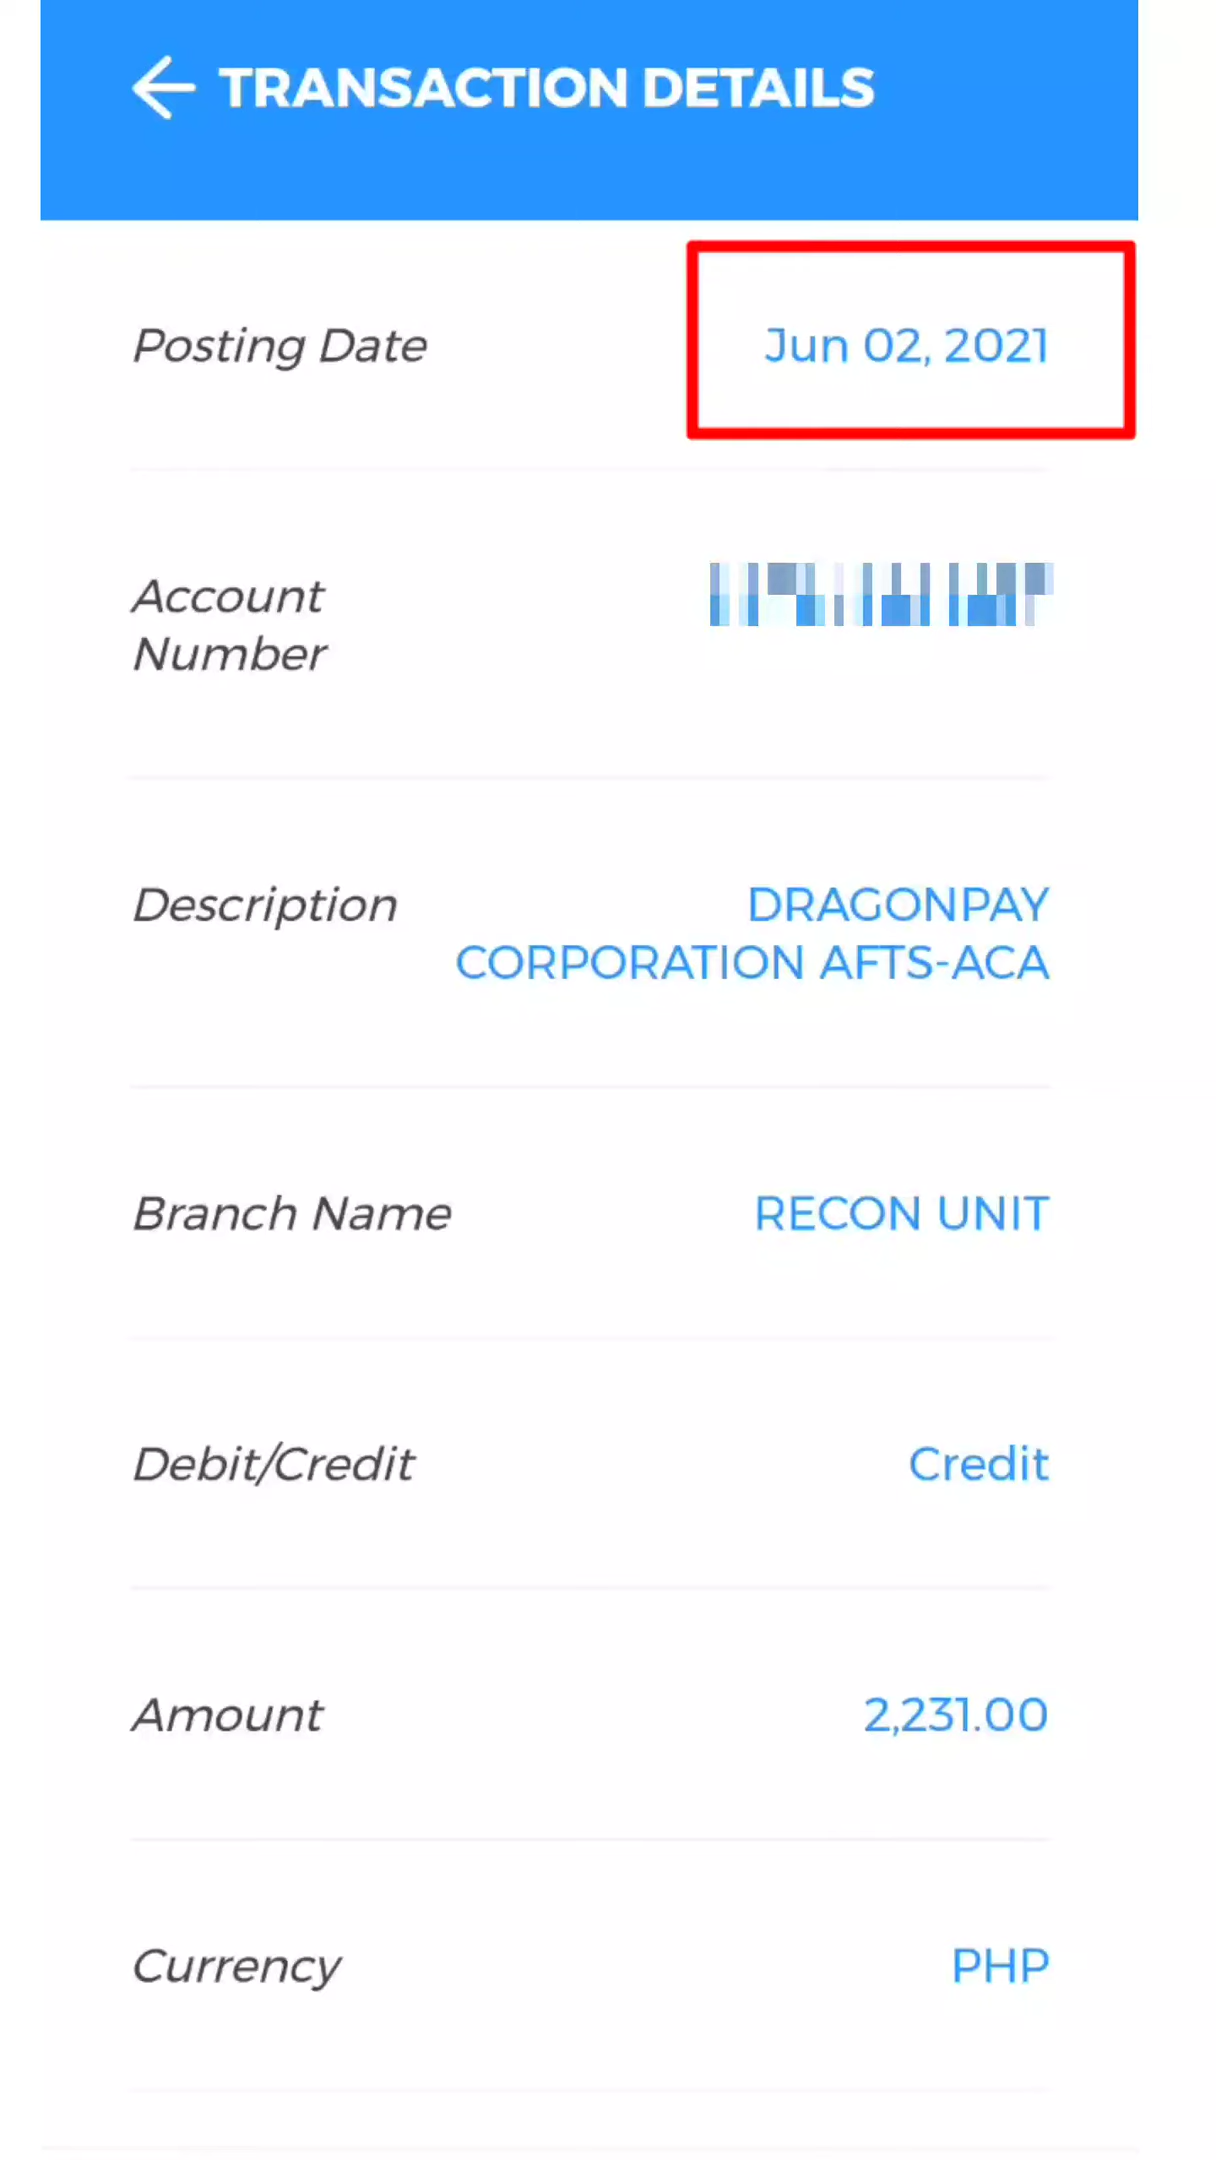 TRANSACTION DETAILS
Posting Date Jun 02, 2021
Account
Number
Description DRAGONPAY
CORPORATION AFTS-ACA
Branch Name RECON UNIT
Debit/Credit Credit
Amount 2,231.00
Currency PHP